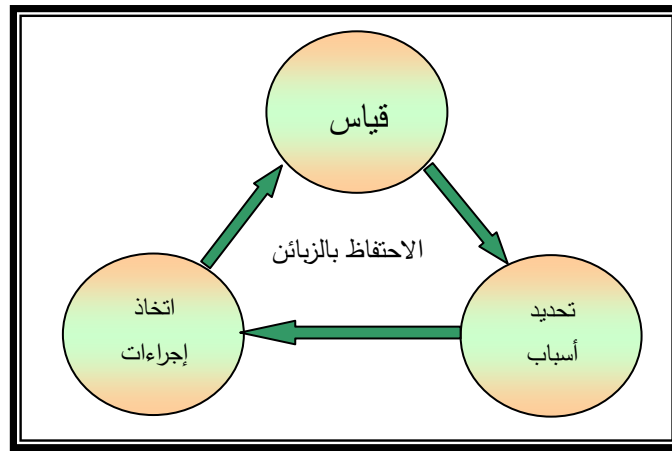 قياس
الاحتفاظ بالزبائن
تحديد
أسباب
اتخاذ
إجراءات